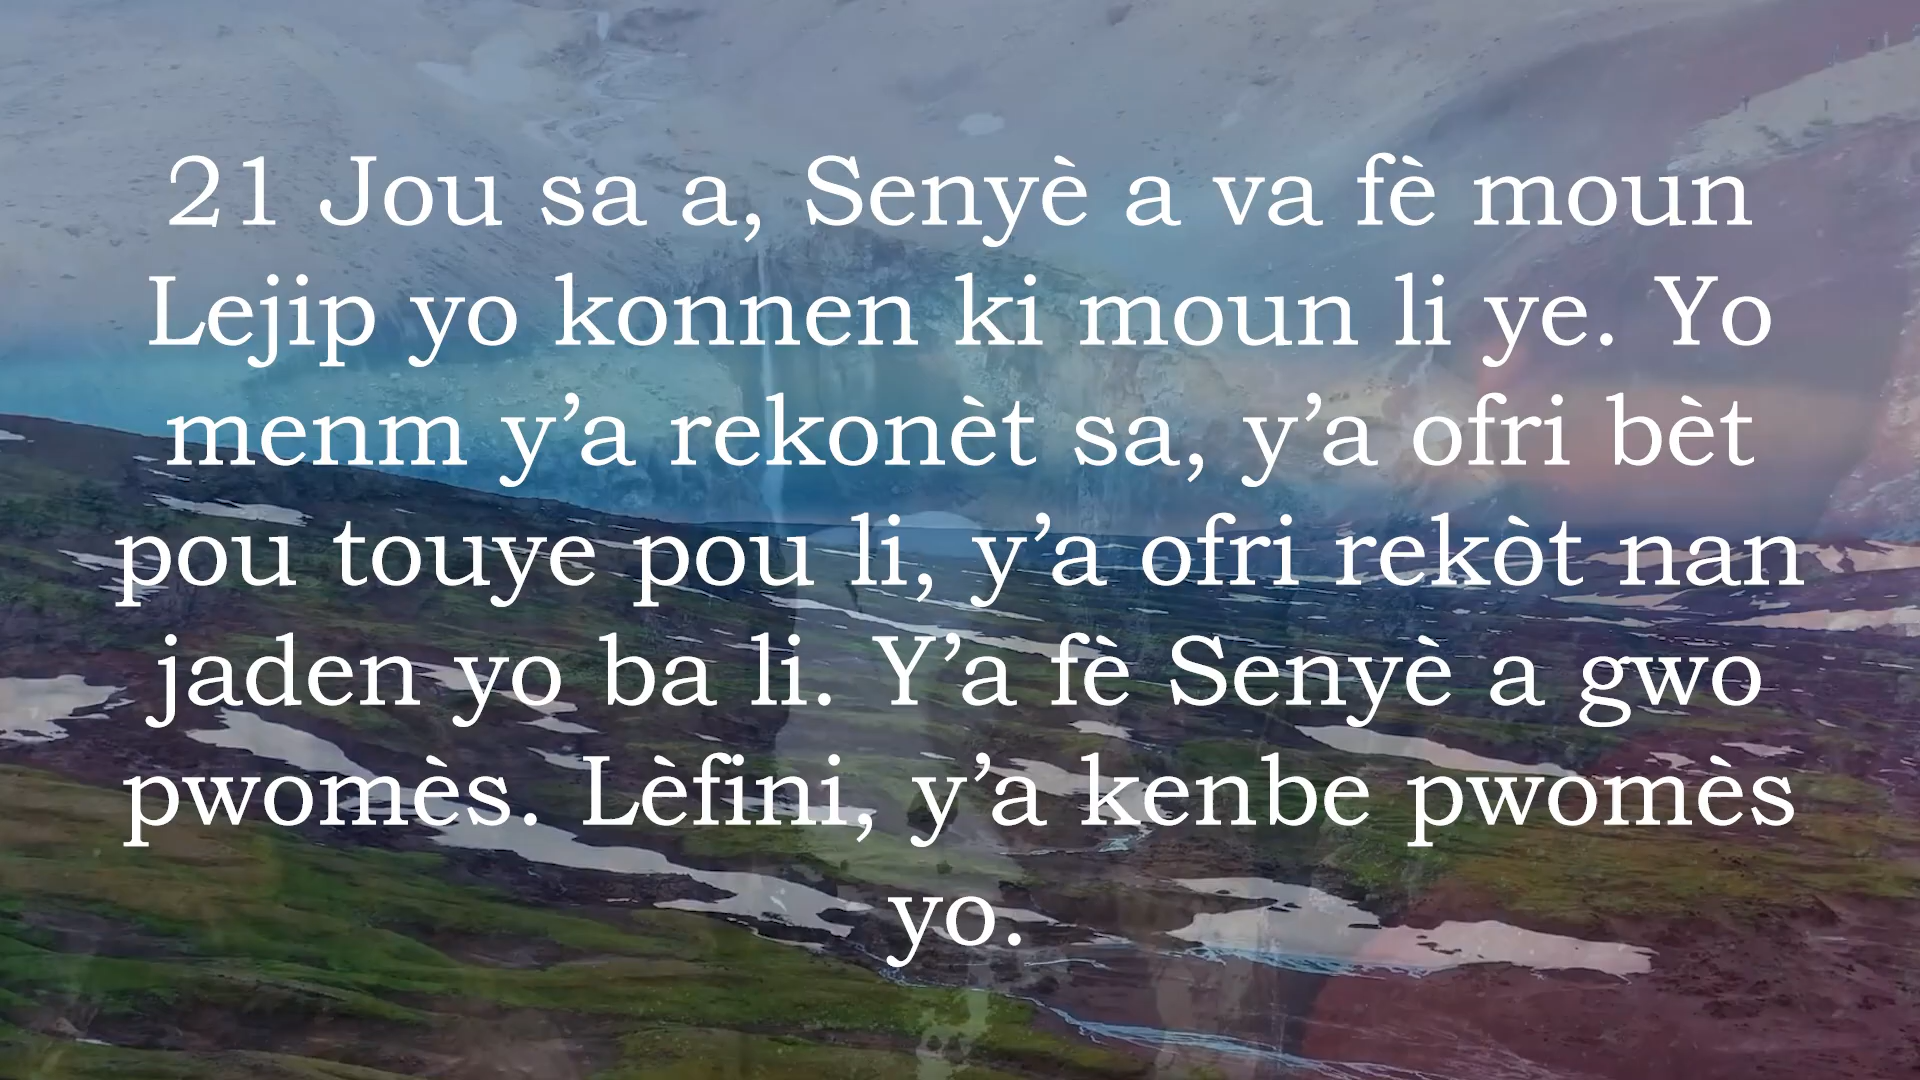 21 Jou sa a, Senyè a va fè moun
Lejip yo konnen ki moun li ye. Yo
menm y’a rekonèt sa, y’a ofri bèt
pou touye pou li, y’a ofri rekòt nan
jaden yo ba li. Y’a fè Senyè a gwo
pwomès. Lèfini, y’a kenbe pwomès
yo.